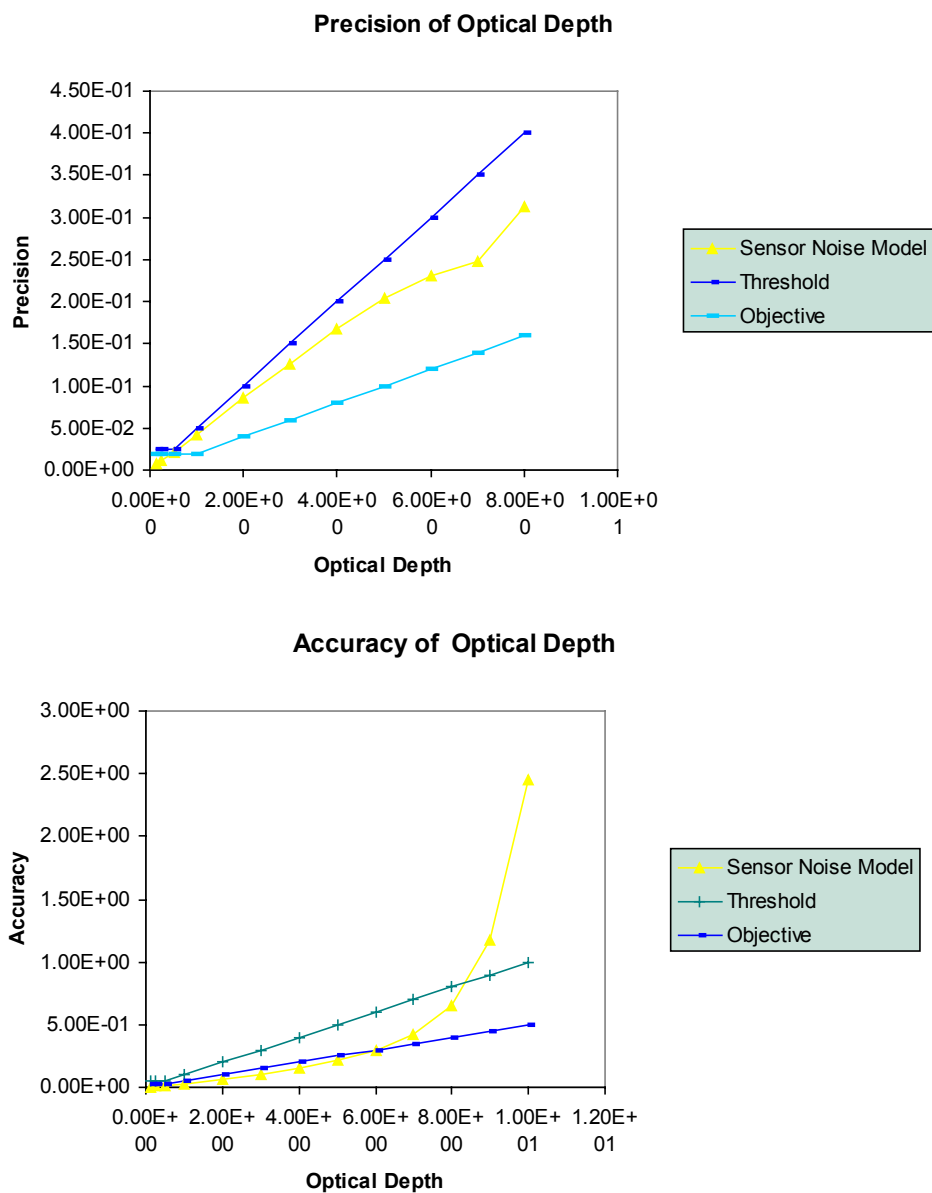 Precision of Optical Depth
4.50E-01
4.00E-01
3.50E-01
3.00E-01
2.50E-01
2.00E-01
1.50E-01
1.00E-01
5.00E-02
0.00E+00
Precision
0.00E+0 2.00E+0 4.00E+0 6.00E+0 8.00E+0 1.00E+0
0 0 0 0 0 1
Optical Depth
Sensor Noise Model
Threshold
Objective
Accuracy of Optical Depth
3.00E+00
2.50E+00
2.00E+00
1.50E+00
1.00E+00
5.00E-01
0.00E+00
Accuracy
0.00E+ 2.00E+ 4.00E+ 6.00E+ 8.00E+ 1.00E+ 1.20E+
00 00 00 00 00 01 01
Optical Depth
Sensor Noise Model
Threshold
Objective